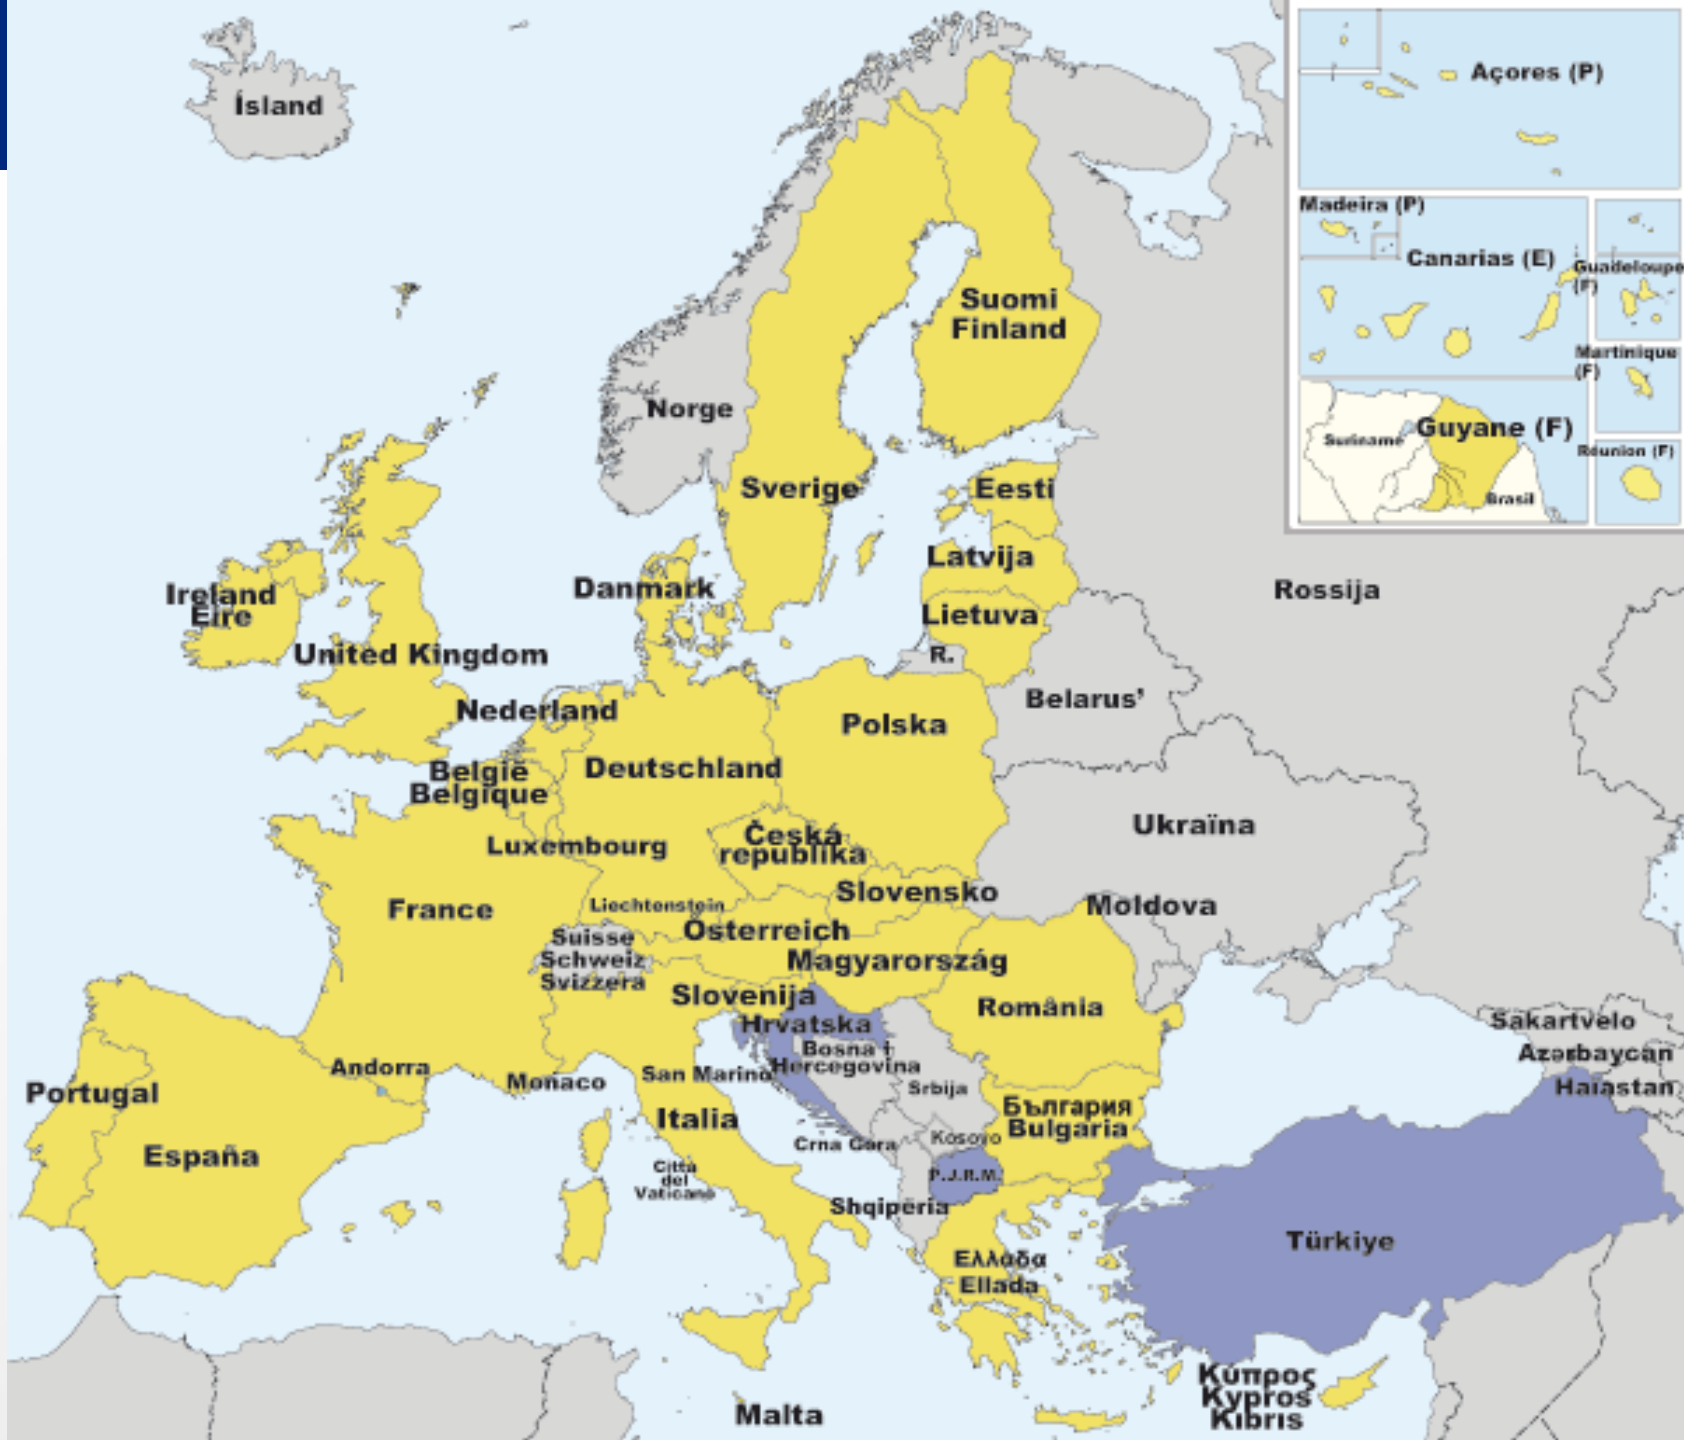 Ísland
Açores (P)
Madeira (P)
Canarias (E)
Guadeloupe
(F)
Martinique
(F)
Guyane (F)
Suriname
Brasil
Réunion (F)
Suomi
Finland
Norge
Sverige
Eesti
Latvija
Danmark
Lietuva
R.
Rossija
Ireland
Éire
United Kingdom
Nederland
Belarus’
Polska
België
Belgique
Deutschland
Ukraïna
Česká
republika
Luxembourg
Slovensko
Liechtenstein
France
Moldova
Österreich
Suisse
Schweiz
Svizzera
Magyarország
Slovenija
România
Hrvatska
Sakartvelo
Bosna i
Hercegovina
Azərbaycan
Andorra
Monaco
San Marino
Srbija
Haiastan
Portugal
Italia
България
Bulgaria
España
Crna Gora
Kosovo
Città
del
Vaticano
P.J.R.M.
Shqipëria
Türkiye
Ελλάδα
Ellada
Κύπρος
Kypros
Kıbrıs
Malta